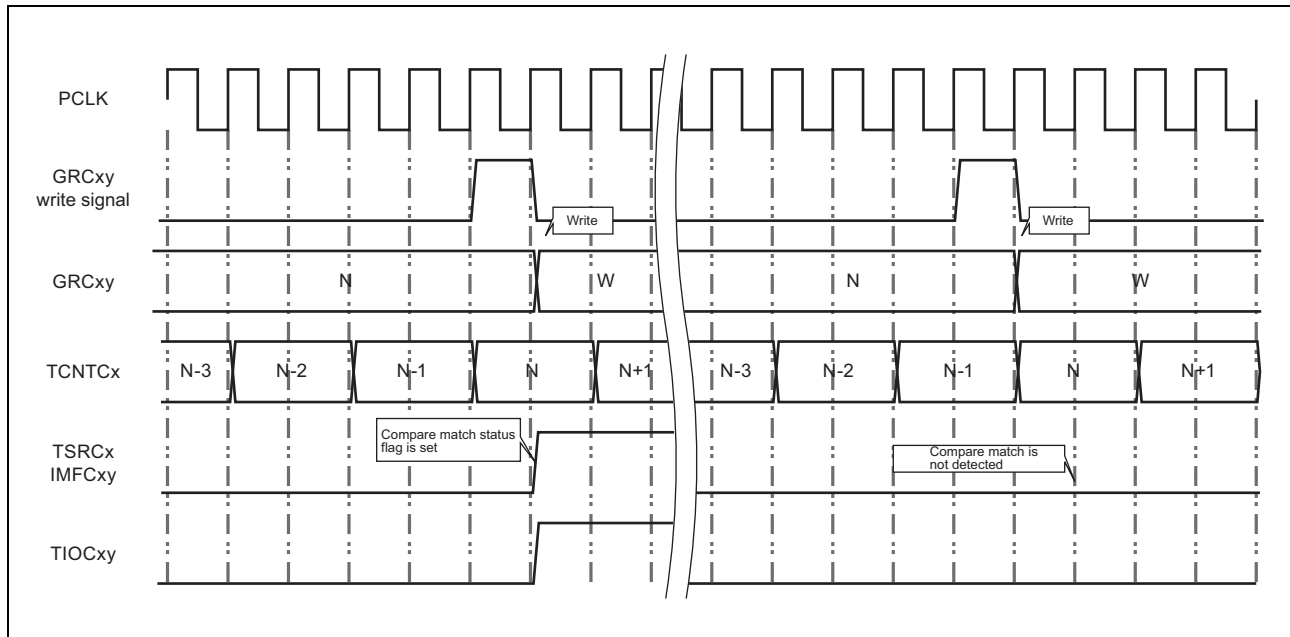 PCLK
GRCxy
write signal
Write
Write
GRCxy
N
W
N
W
TCNTCx
N-3
N-2
N-1
N
N+1
N-3
N-2
N-1
N
N+1
Compare match status
flag is set
TSRCx
IMFCxy
Compare match is
not detected
TIOCxy